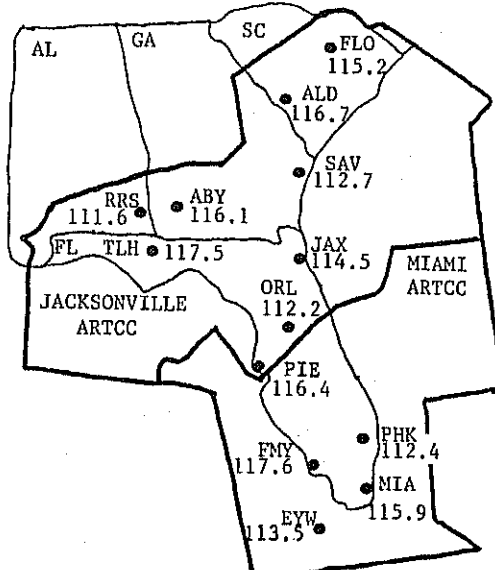 SC
GA
AL
FLO
115.2
ALD
116.7
SAV
112.7
RRS
111.6
ABY
116.1
FL
TLH
117.5
JAX
114.5
MIAMI
ARTCC
ORL
112.2
JACKSONVILLE
ARTCC
PIE
116.4
PHK
112.4
FMY
117.6
MIA
115.9
EYW
113.5